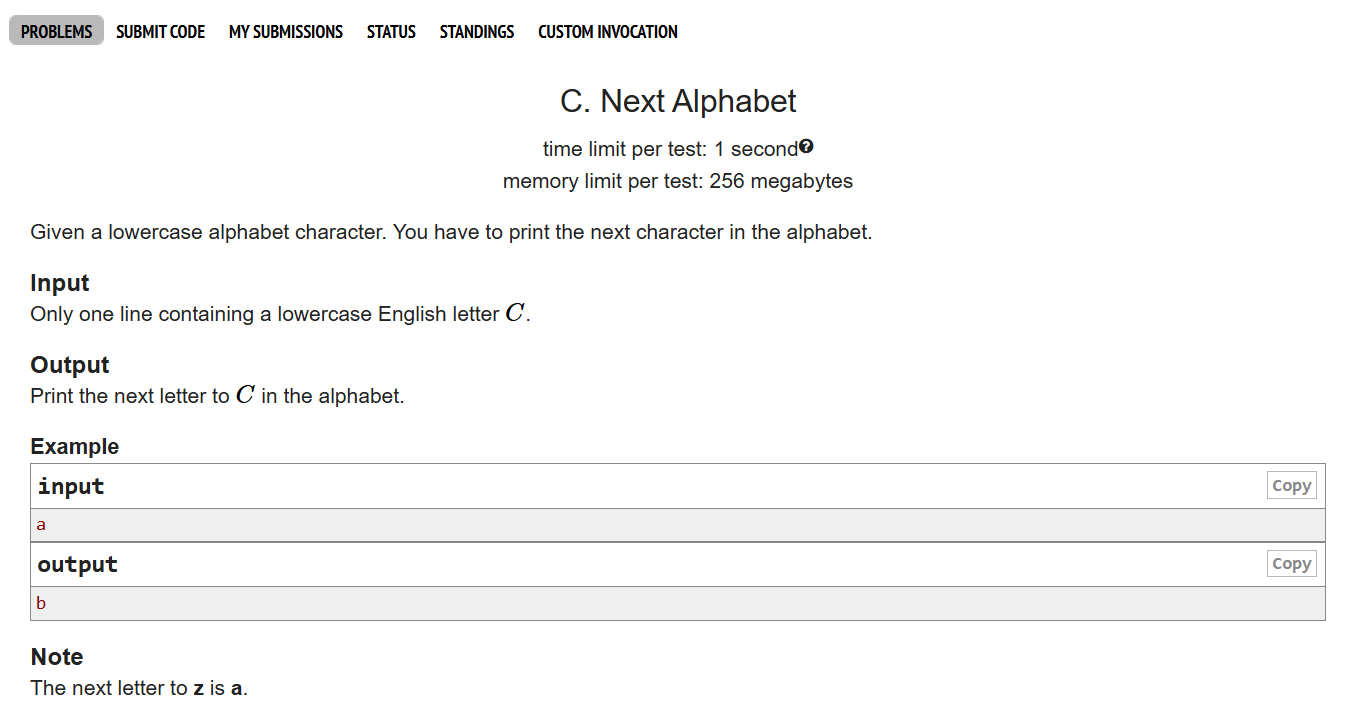 PROBLEMS SUBMIT CODE MY SUBMISSIONS STATUS STANDINGS CUSTOM INVOCATION
C. Next Alphabet
time limit per test: 1 second?
memory limit per test: 256 megabytes
Given a lowercase alphabet character. You have to print the next character in the alphabet.
Input
Only one line containing a lowercase English letter C.
Output
Print the next letter to C in the alphabet.
Example
input Copy
a
output Copy
b
Note
The next letter to z is a.